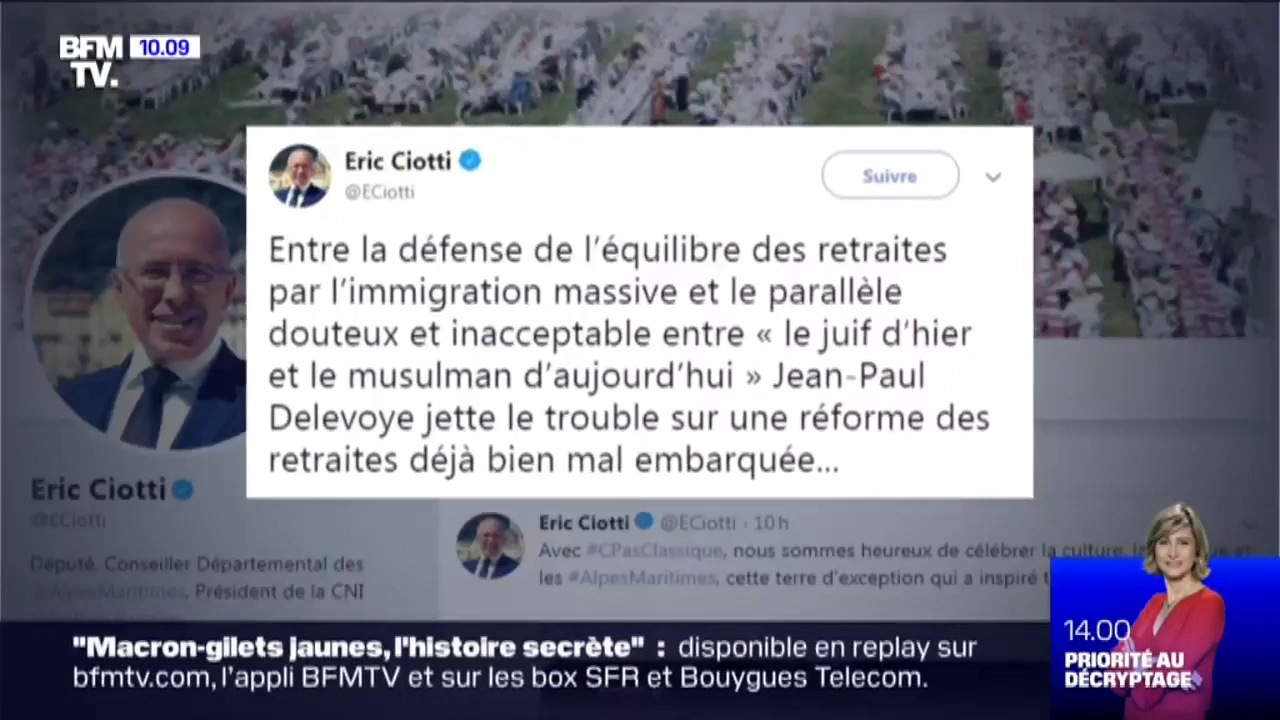 BFM 10.09
TV.
Eric Ciotti
@ECiotti
Suivre
Entre la défense de l'équilibre des retraites
par l'immigration massive et le parallèle
douteux et inacceptable entre « le juif d'hier
et le musulman d'aujourd'hui » Jean-Paul
Delevoye jette le trouble sur une réforme des
retraites déjà bien mal embarquée...
Eric Ciotti
@ECiotti
Député, Conseiller Départemental des
@AlpesMaritimes, Président de la CNI
Eric Ciotti @ECiotti · 10h
Avec #CPasClassique, nous sommes heureux de célébrer la culture,
les #AlpesMaritimes, cette terre d'exception qui a inspiré
14.00
PRIORITÉ AU
DÉCRYPTAGE
"Macron-gilets jaunes, l'histoire secrète" : disponible en replay sur
bfmtv.com, l'appli BFMTV et sur les box SFR et Bouygues Telecom.